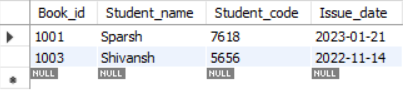 Book_id Student_name Student_code Issue_date
1001 Sparsh 7618 2023-01-21
1003 Shivansh 5656 2022-11-14
NULL NULL NULL NULL